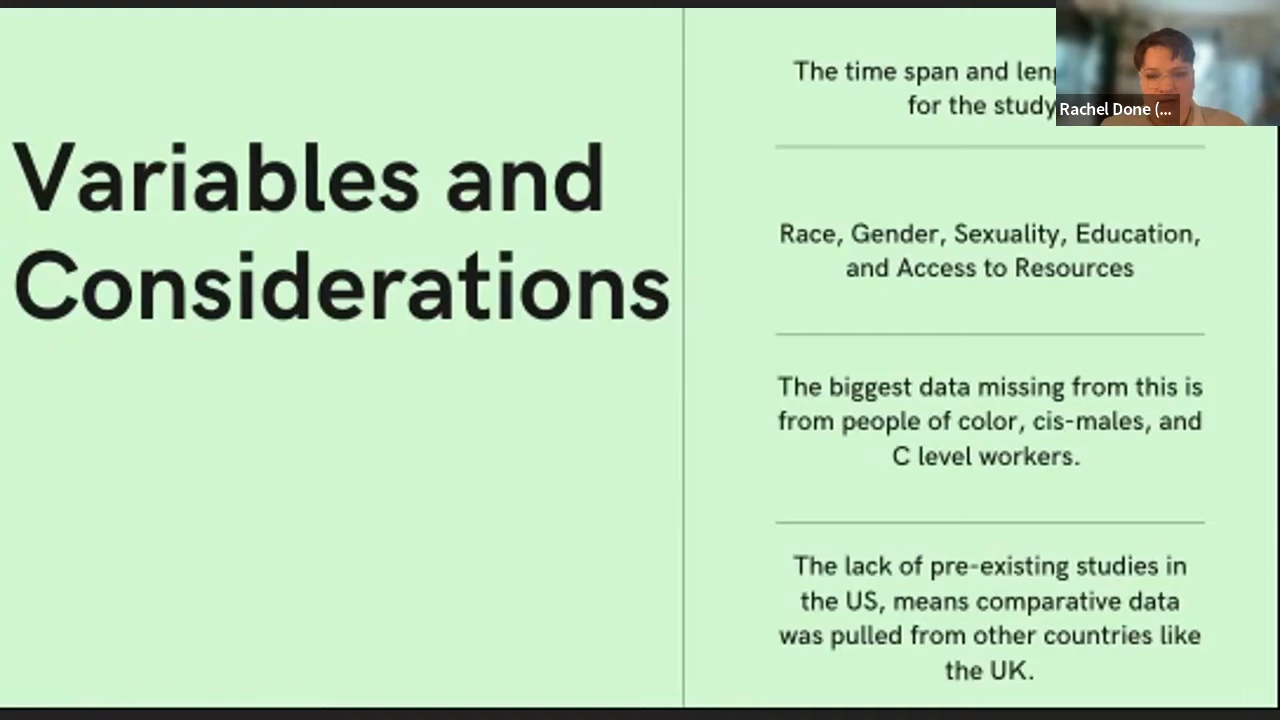 Variables and
Considerations
The time span and
for the study
Race, Gender, Sexuality, Education,
and Access to Resources
The biggest data missing from this is
from people of color, cis-males, and
C level workers.
The lack of pre-existing studies in
the US, means comparative data
was pulled from other countries like
the UK.
Rachel Done (...